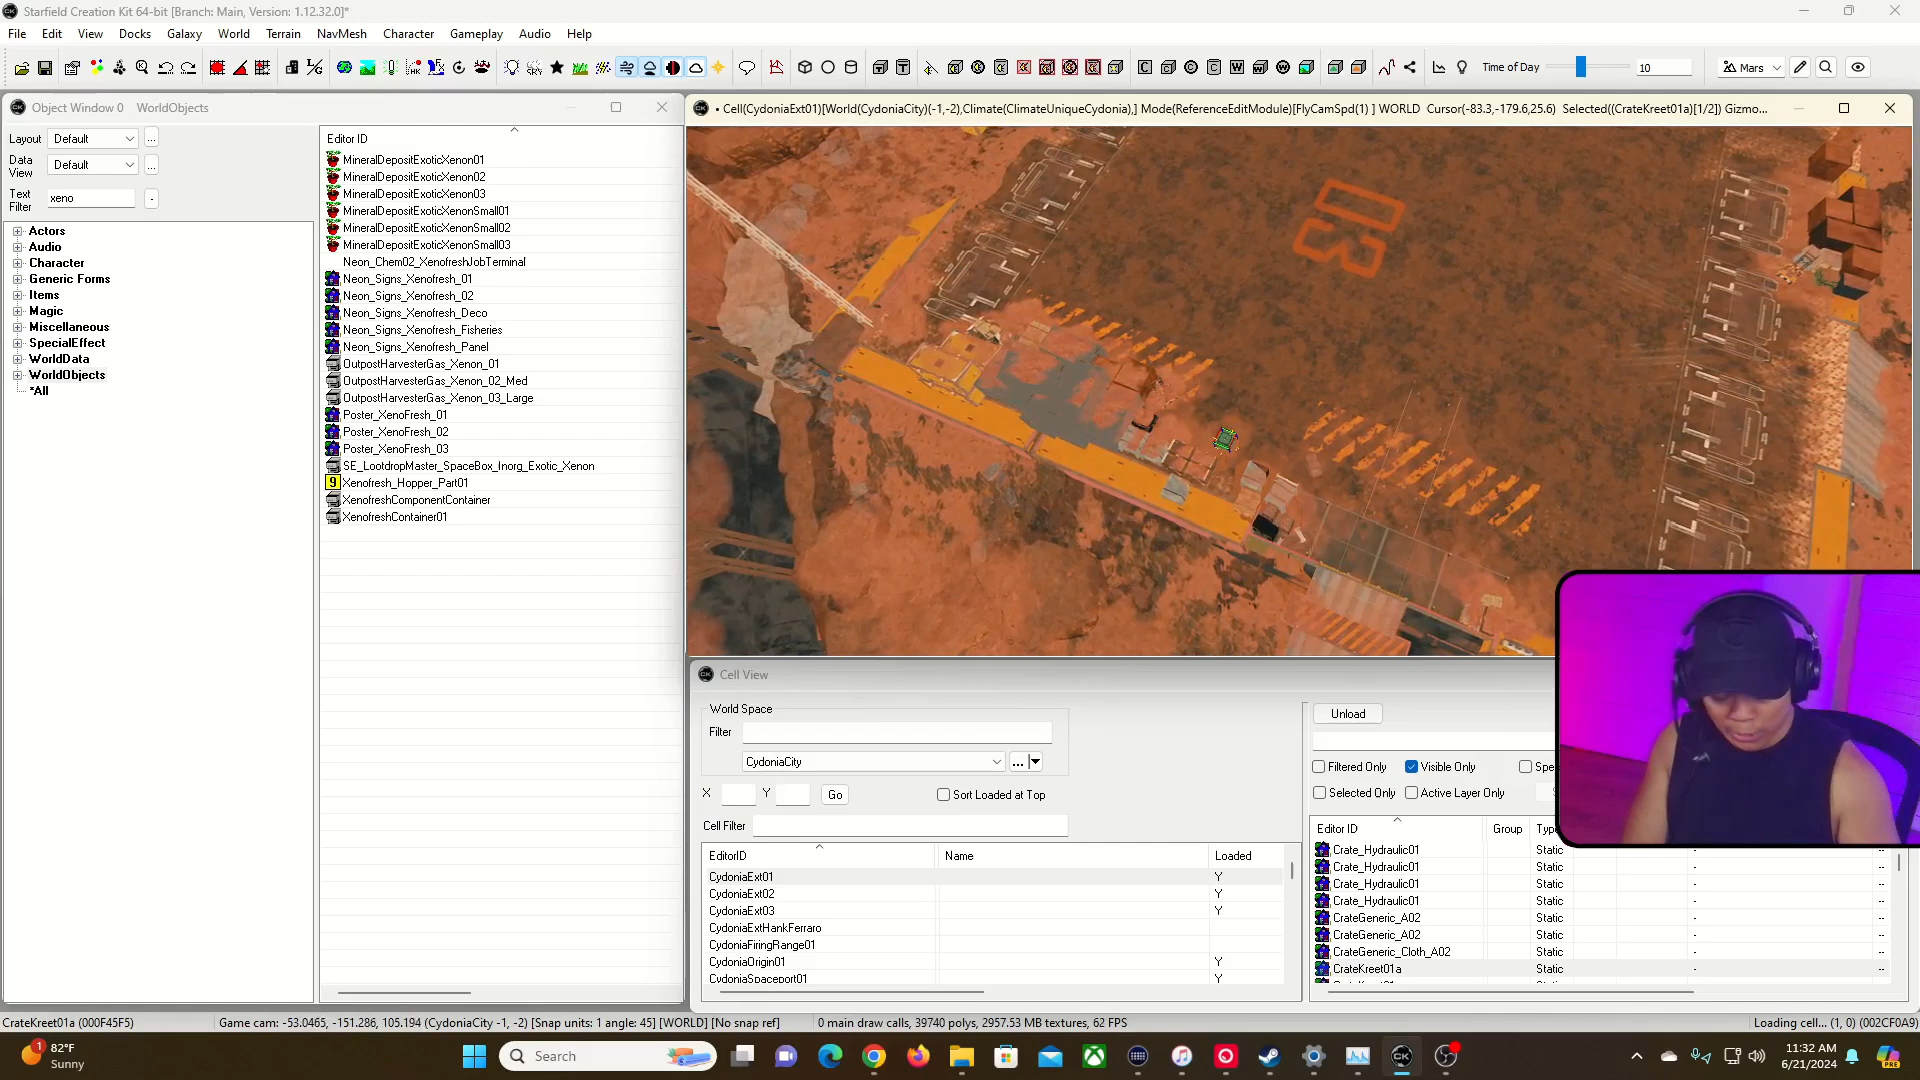 Starfield Creation Kit 64-bit [Branch: Main, Version: 1.12.32.0]*
File Edit View Docks Galaxy World Terrain NavMesh Character Gameplay Audio Help
Time of Day 10 Mars
Object Window 0 WorldObjects
Layout Default ...
Data View Default ...
Text Filter xeno
Actors
Audio
Character
Generic Forms
Items
Magic
Miscellaneous
SpecialEffect
WorldData
WorldObjects
*All
Editor ID
MineralDepositExoticXenon01
MineralDepositExoticXenon02
MineralDepositExoticXenon03
MineralDepositExoticXenonSmall01
MineralDepositExoticXenonSmall02
MineralDepositExoticXenonSmall03
Neon_Chem02_XenofreshJobTerminal
Neon_Signs_Xenofresh_01
Neon_Signs_Xenofresh_02
Neon_Signs_Xenofresh_Deco
Neon_Signs_Xenofresh_Fisheries
Neon_Signs_Xenofresh_Panel
OutpostHarvesterGas_Xenon_01
OutpostHarvesterGas_Xenon_02_Med
OutpostHarvesterGas_Xenon_03_Large
Poster_XenoFresh_01
Poster_XenoFresh_02
Poster_XenoFresh_03
SE_LootdropMaster_SpaceBox_Inorg_Exotic_Xenon
Xenofresh_Hopper_Part01
XenofreshComponentContainer
XenofreshContainer01
• Cell(CydoniaExt01)[World(CydoniaCity)(-1,-2),Climate(ClimateUniqueCydonia),] Mode(ReferenceEditModule)[FlyCamSpd(1) ] WORLD Cursor(-83.3,-179.6,25.6) Selected((CrateKreet01a)[1/2]) Gizmo...
Cell View
World Space
Filter
CydoniaCity ...
X Y Go Sort Loaded at Top
Cell Filter
EditorID Name Loaded
CydoniaExt01 Y
CydoniaExt02 Y
CydoniaExt03 Y
CydoniaExtHankFerraro
CydoniaFiringRange01
CydoniaOrigin01 Y
CydoniaSpaceport01 Y
Unload
Filtered Only Visible Only Spe
Selected Only Active Layer Only
Editor ID Group Type
Crate_Hydraulic01 Static - --
Crate_Hydraulic01 Static - --
Crate_Hydraulic01 Static - --
Crate_Hydraulic01 Static - --
CrateGeneric_A02 Static - --
CrateGeneric_A02 Static - --
CrateGeneric_Cloth_A02 Static - --
CrateKreet01a Static - --
CrateKreet01a (000F45F5) Game cam: -53.0465, -151.286, 105.194 (CydoniaCity -1, -2) [Snap units: 1 angle: 45] [WORLD] [No snap ref] 0 main draw calls, 39740 polys, 2957.53 MB textures, 62 FPS Loading cell... (1, 0) (002CF0A9)
1 82°F
Sunny
Search
11:32 AM
6/21/2024
PRE